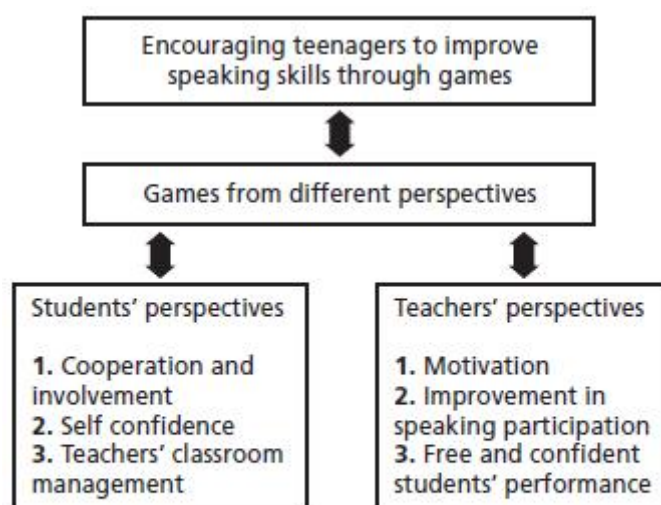 Encouraging teenagers to improve
speaking skills through games
Games from different perspectives
Students’ perspectives
1. Cooperation and
involvement
2. Self confidence
3. Teachers’ classroom
management
Teachers’ perspectives
1. Motivation
2. Improvement in
speaking participation
3. Free and confident
students’ performance